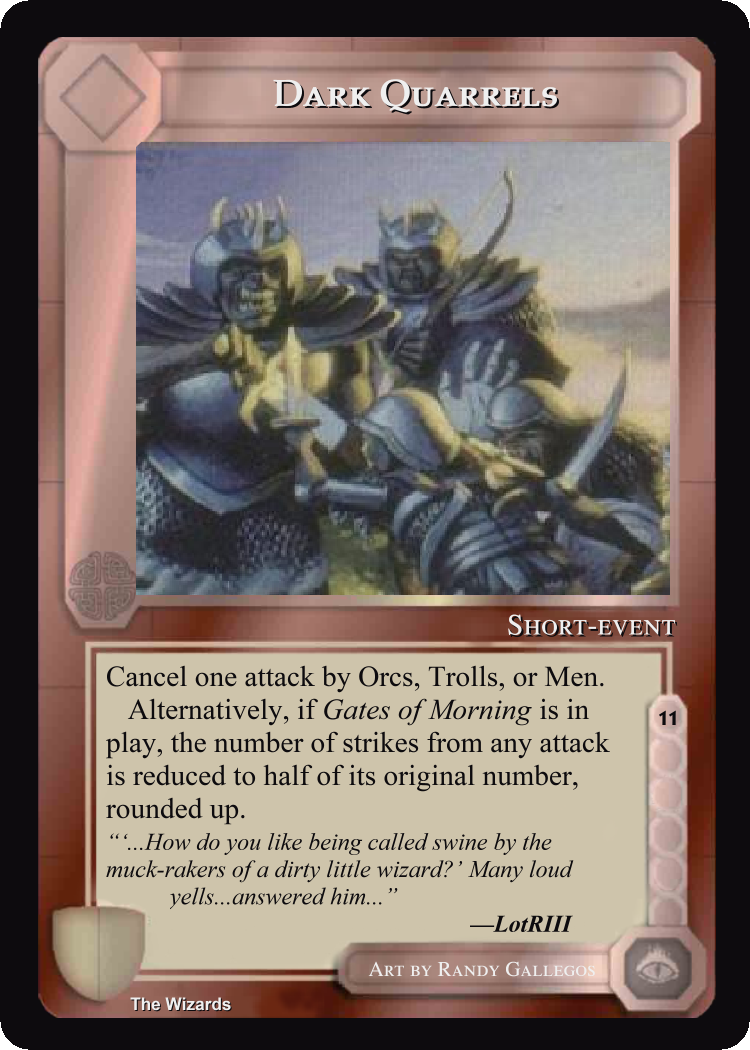 Dark Quarrels
Short-event
Cancel one attack by Orcs, Trolls, or Men.
Alternatively, if Gates of Morning is in
play, the number of strikes from any attack
is reduced to half of its original number,
rounded up.
11
“‘...How do you like being called swine by the
muck-rakers of a dirty little wizard?’ Many loud
yells...answered him...”
—LotRIII
Art by Randy Gallegos
The Wizards